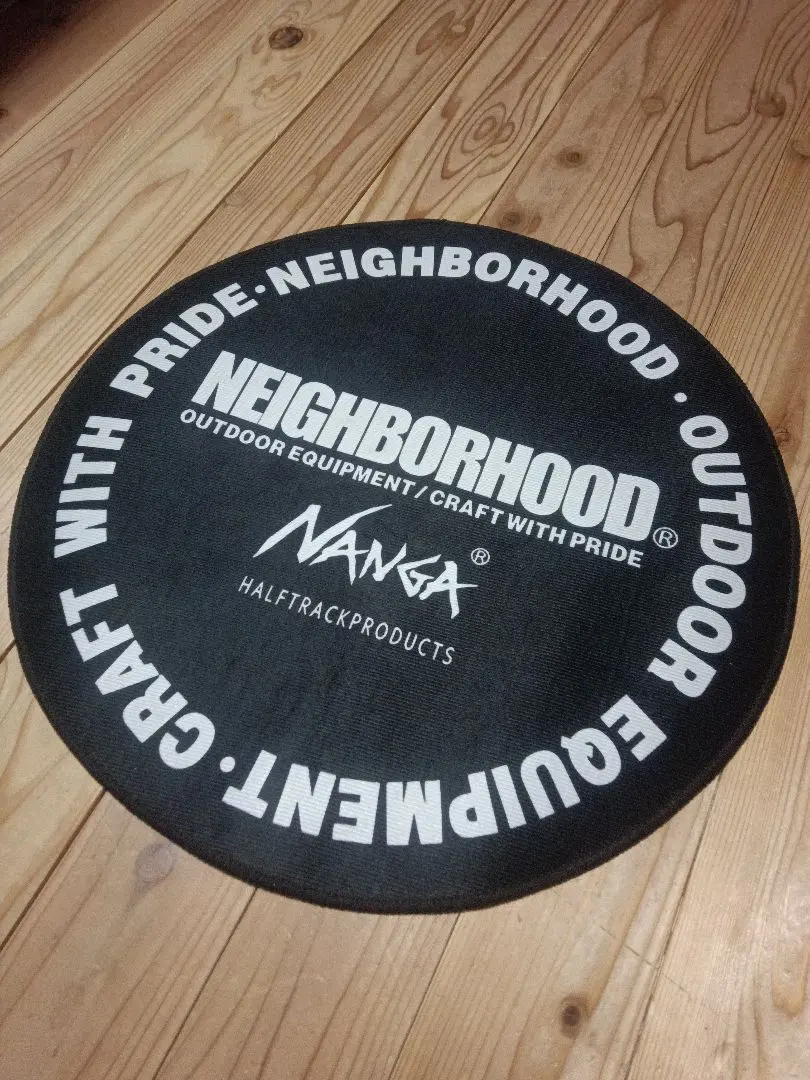 NEIGHBORHOOD · OUTDOOR EQUIPMENT · CRAFT WITH PRIDE ·
NEIGHBORHOOD®
OUTDOOR EQUIPMENT / CRAFT WITH PRIDE
NANGA®
HALFTRACKPRODUCTS